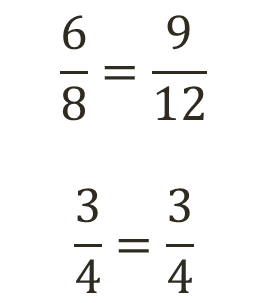 6/8 = 9/12
3/4 = 3/4